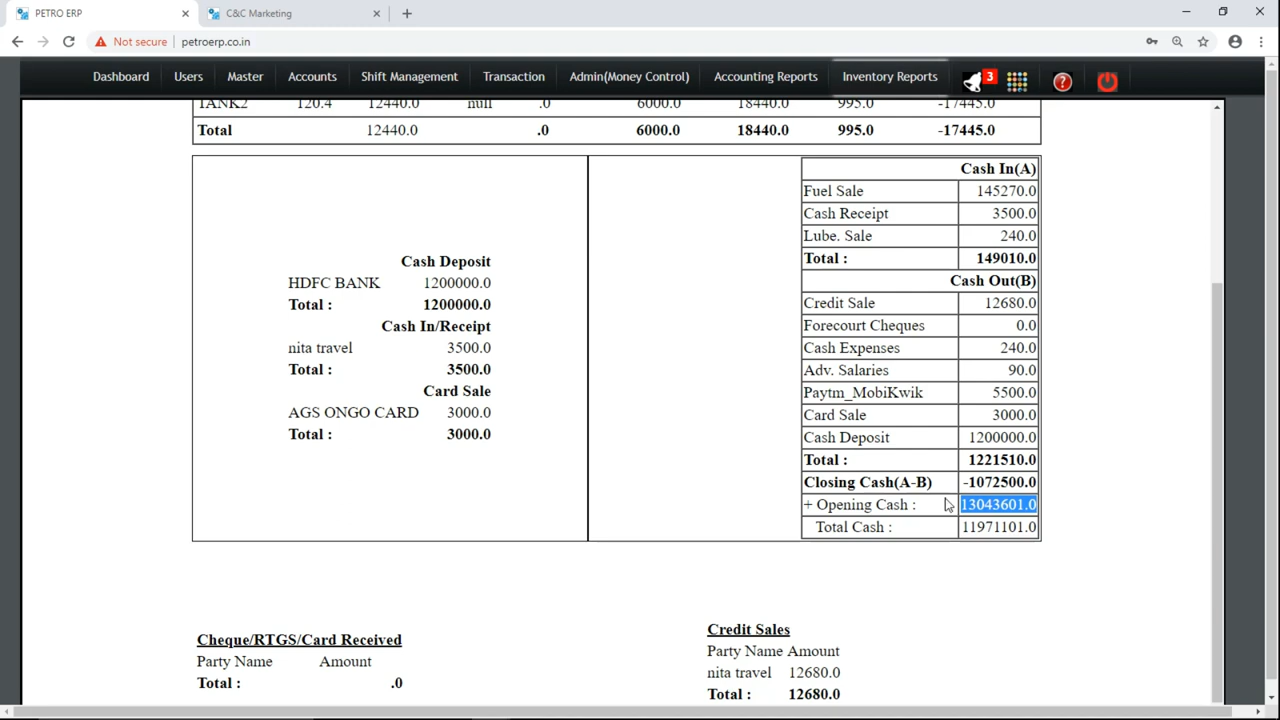 PETRO ERP
C&C Marketing
Not secure
petroerp.co.in
Dashboard Users Master Accounts Shift Management Transaction Admin(Money Control) Accounting Reports Inventory Reports 3
TANK2 120.4 12440.0 null .0 6000.0 18440.0 995.0 -17445.0
Total 12440.0 .0 6000.0 18440.0 995.0 -17445.0
Cash Deposit
HDFC BANK 1200000.0
Total : 1200000.0
Cash In/Receipt
nita travel 3500.0
Total : 3500.0
Card Sale
AGS ONGO CARD 3000.0
Total : 3000.0
Cash In(A)
Fuel Sale 145270.0
Cash Receipt 3500.0
Lube. Sale 240.0
Total : 149010.0
Cash Out(B)
Credit Sale 12680.0
Forecourt Cheques 0.0
Cash Expenses 240.0
Adv. Salaries 90.0
Paytm_MobiKwik 5500.0
Card Sale 3000.0
Cash Deposit 1200000.0
Total : 1221510.0
Closing Cash(A-B) -1072500.0
+ Opening Cash : 13043601.0
Total Cash : 11971101.0
Cheque/RTGS/Card Received
Party Name Amount
Total : .0
Credit Sales
Party Name Amount
nita travel 12680.0
Total : 12680.0